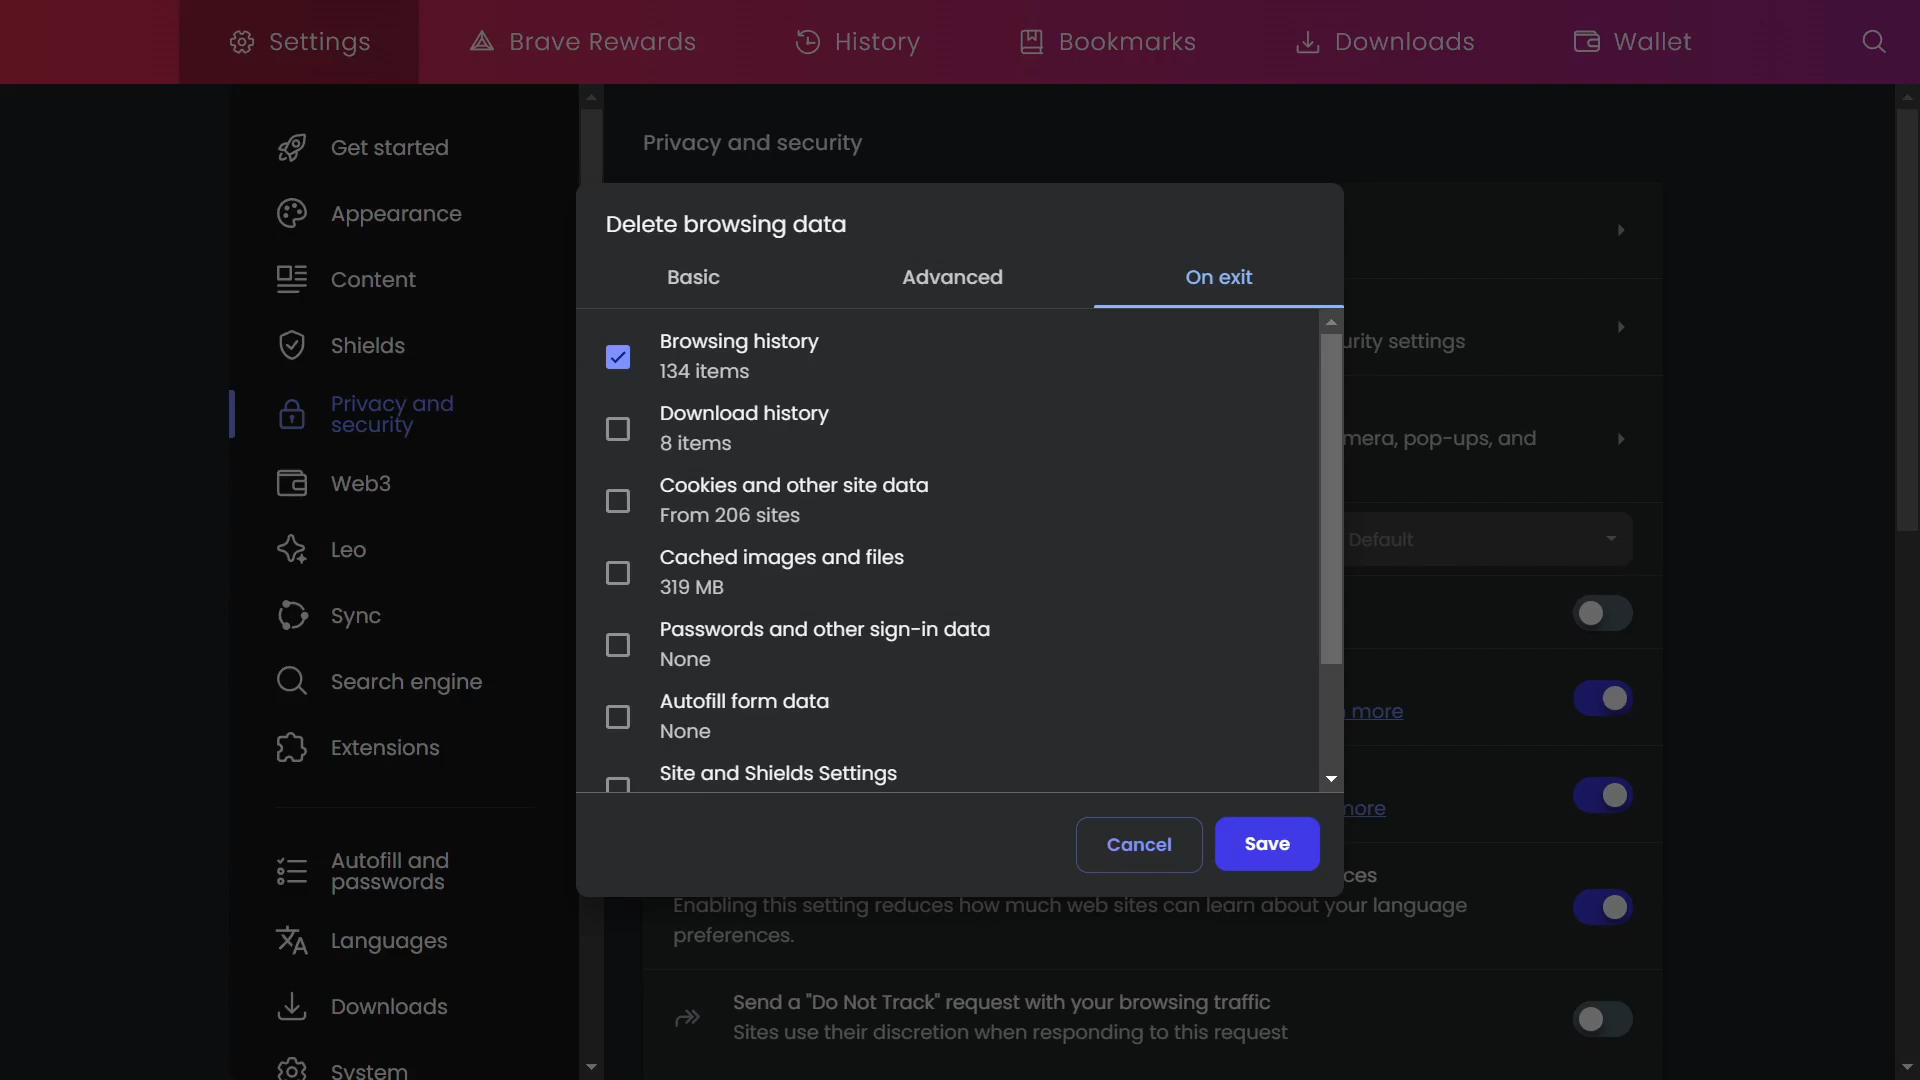 Settings
Brave Rewards
History
Bookmarks
Downloads
Wallet
Get started
Appearance
Content
Shields
Privacy and
security
Web3
Leo
Sync
Search engine
Extensions
Autofill and
passwords
Languages
Downloads
System
Privacy and security
Delete browsing data
Basic
Advanced
On exit
Browsing history
134 items
Download history
8 items
Cookies and other site data
From 206 sites
Cached images and files
319 MB
Passwords and other sign-in data
None
Autofill form data
None
Site and Shields Settings
Cancel
Save
settings
pop-ups, and
Default
more
Enabling this setting reduces how much web sites can learn about your language
preferences.
Send a "Do Not Track" request with your browsing traffic
Sites use their discretion when responding to this request